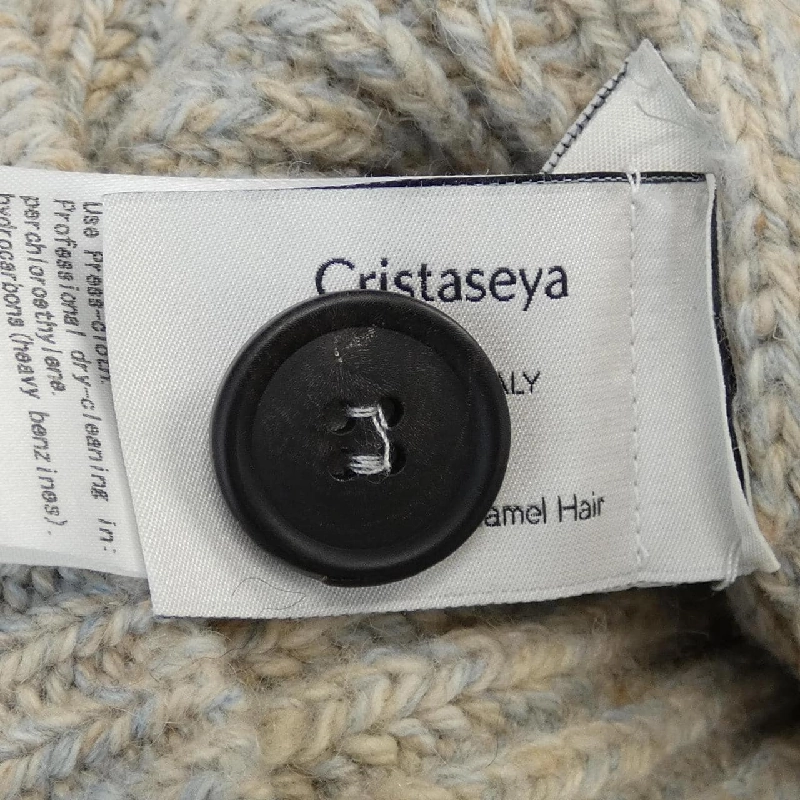 Cristaseya
ALY
amel Hair
Use Press-cloth.
Professional dry-cleaning in:
perchloroethylene.
hydrocarbons(heavy benzines).